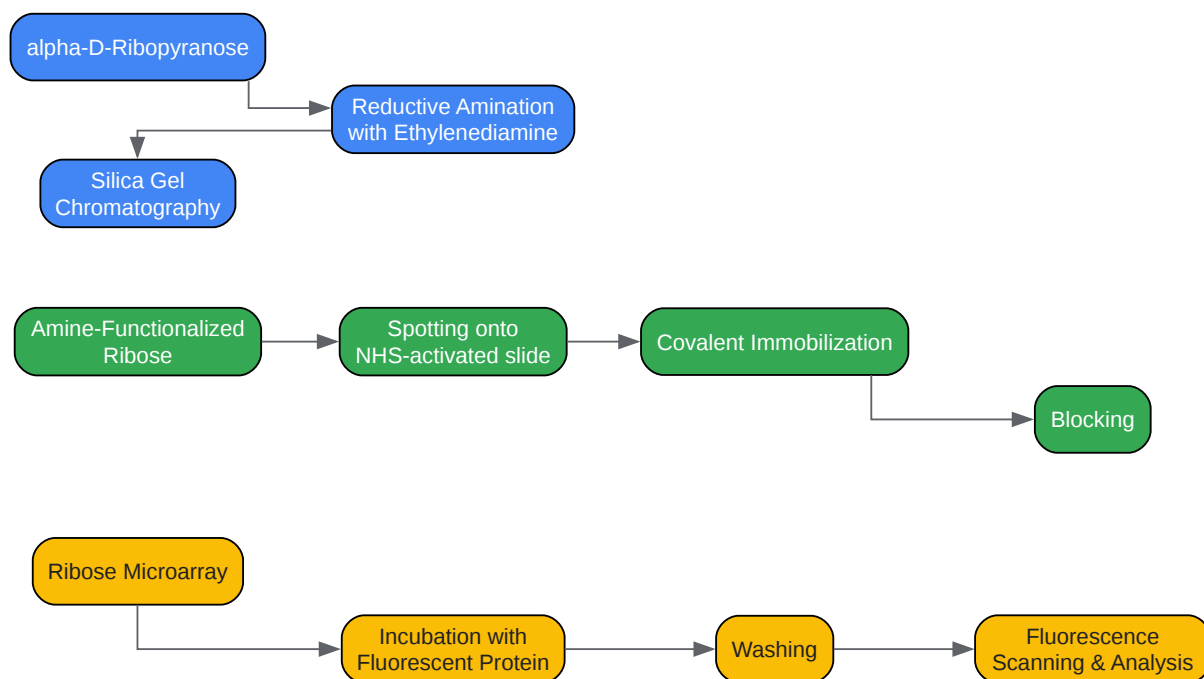 alpha-D-Ribopyranose
Reductive Amination
with Ethylenediamine
Silica Gel
Chromatography
Amine-Functionalized
Ribose
Spotting onto
NHS-activated slide
Covalent Immobilization
Blocking
Ribose Microarray
Incubation with
Fluorescent Protein
Washing
Fluorescence
Scanning & Analysis